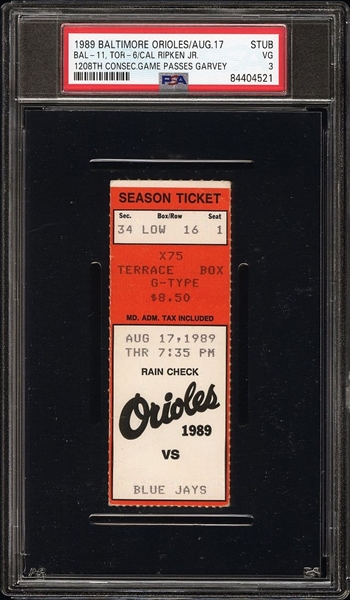 1989 BALTIMORE ORIOLES/AUG.17 STUB
BAL-11, TOR-6/CAL RIPKEN JR. VG
1208TH CONSEC.GAME PASSES GARVEY 3
PSA 84404521
SEASON TICKET
Sec. Box/Row Seat
34 LOW 16 1
X75
TERRACE BOX
G-TYPE
$8.50
MD. ADM. TAX INCLUDED
AUG 17,1989
THR 7:35 PM
RAIN CHECK
Orioles
1989
VS
BLUE JAYS